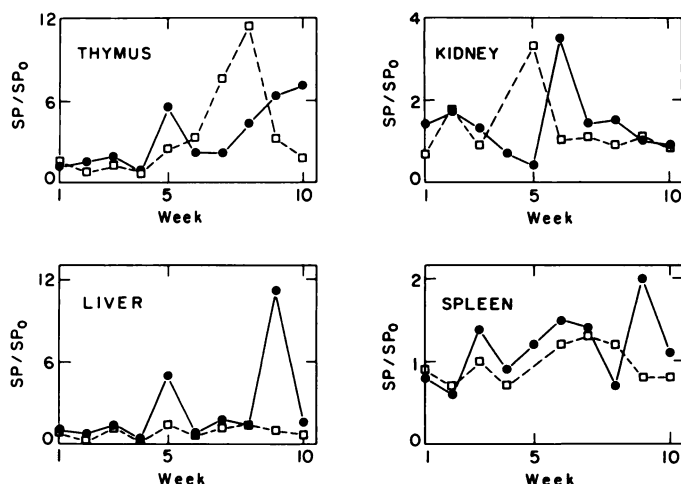 THYMUS
SP/SP0
12
6
0
1 5 10
Week
KIDNEY
SP/SP0
4
2
0
1 5 10
Week
LIVER
SP/SP0
12
6
0
1 5 10
Week
SPLEEN
SP/SP0
2
1
0
1 5 10
Week